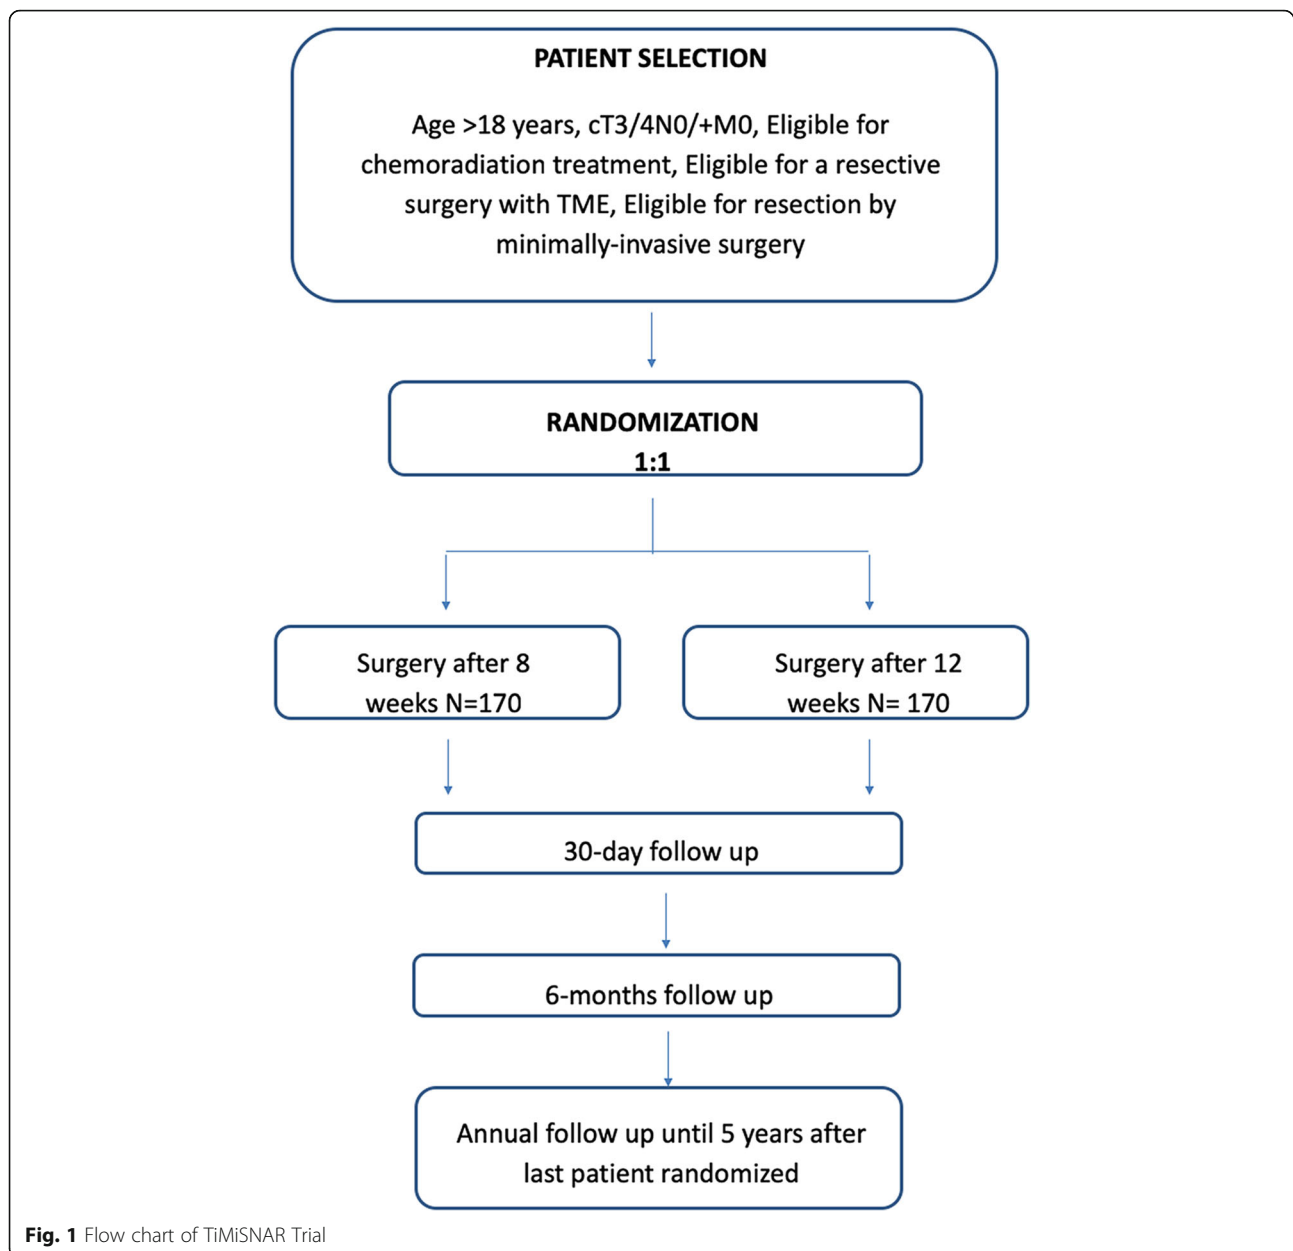 PATIENT SELECTION
Age >18 years, cT3/4N0/+M0, Eligible for
chemoradiation treatment, Eligible for a resective
surgery with TME, Eligible for resection by
minimally-invasive surgery
RANDOMIZATION
1:1
Surgery after 8
weeks N=170
Surgery after 12
weeks N= 170
30-day follow up
6-months follow up
Annual follow up until 5 years after
last patient randomized
Fig. 1 Flow chart of TiMiSNAR Trial